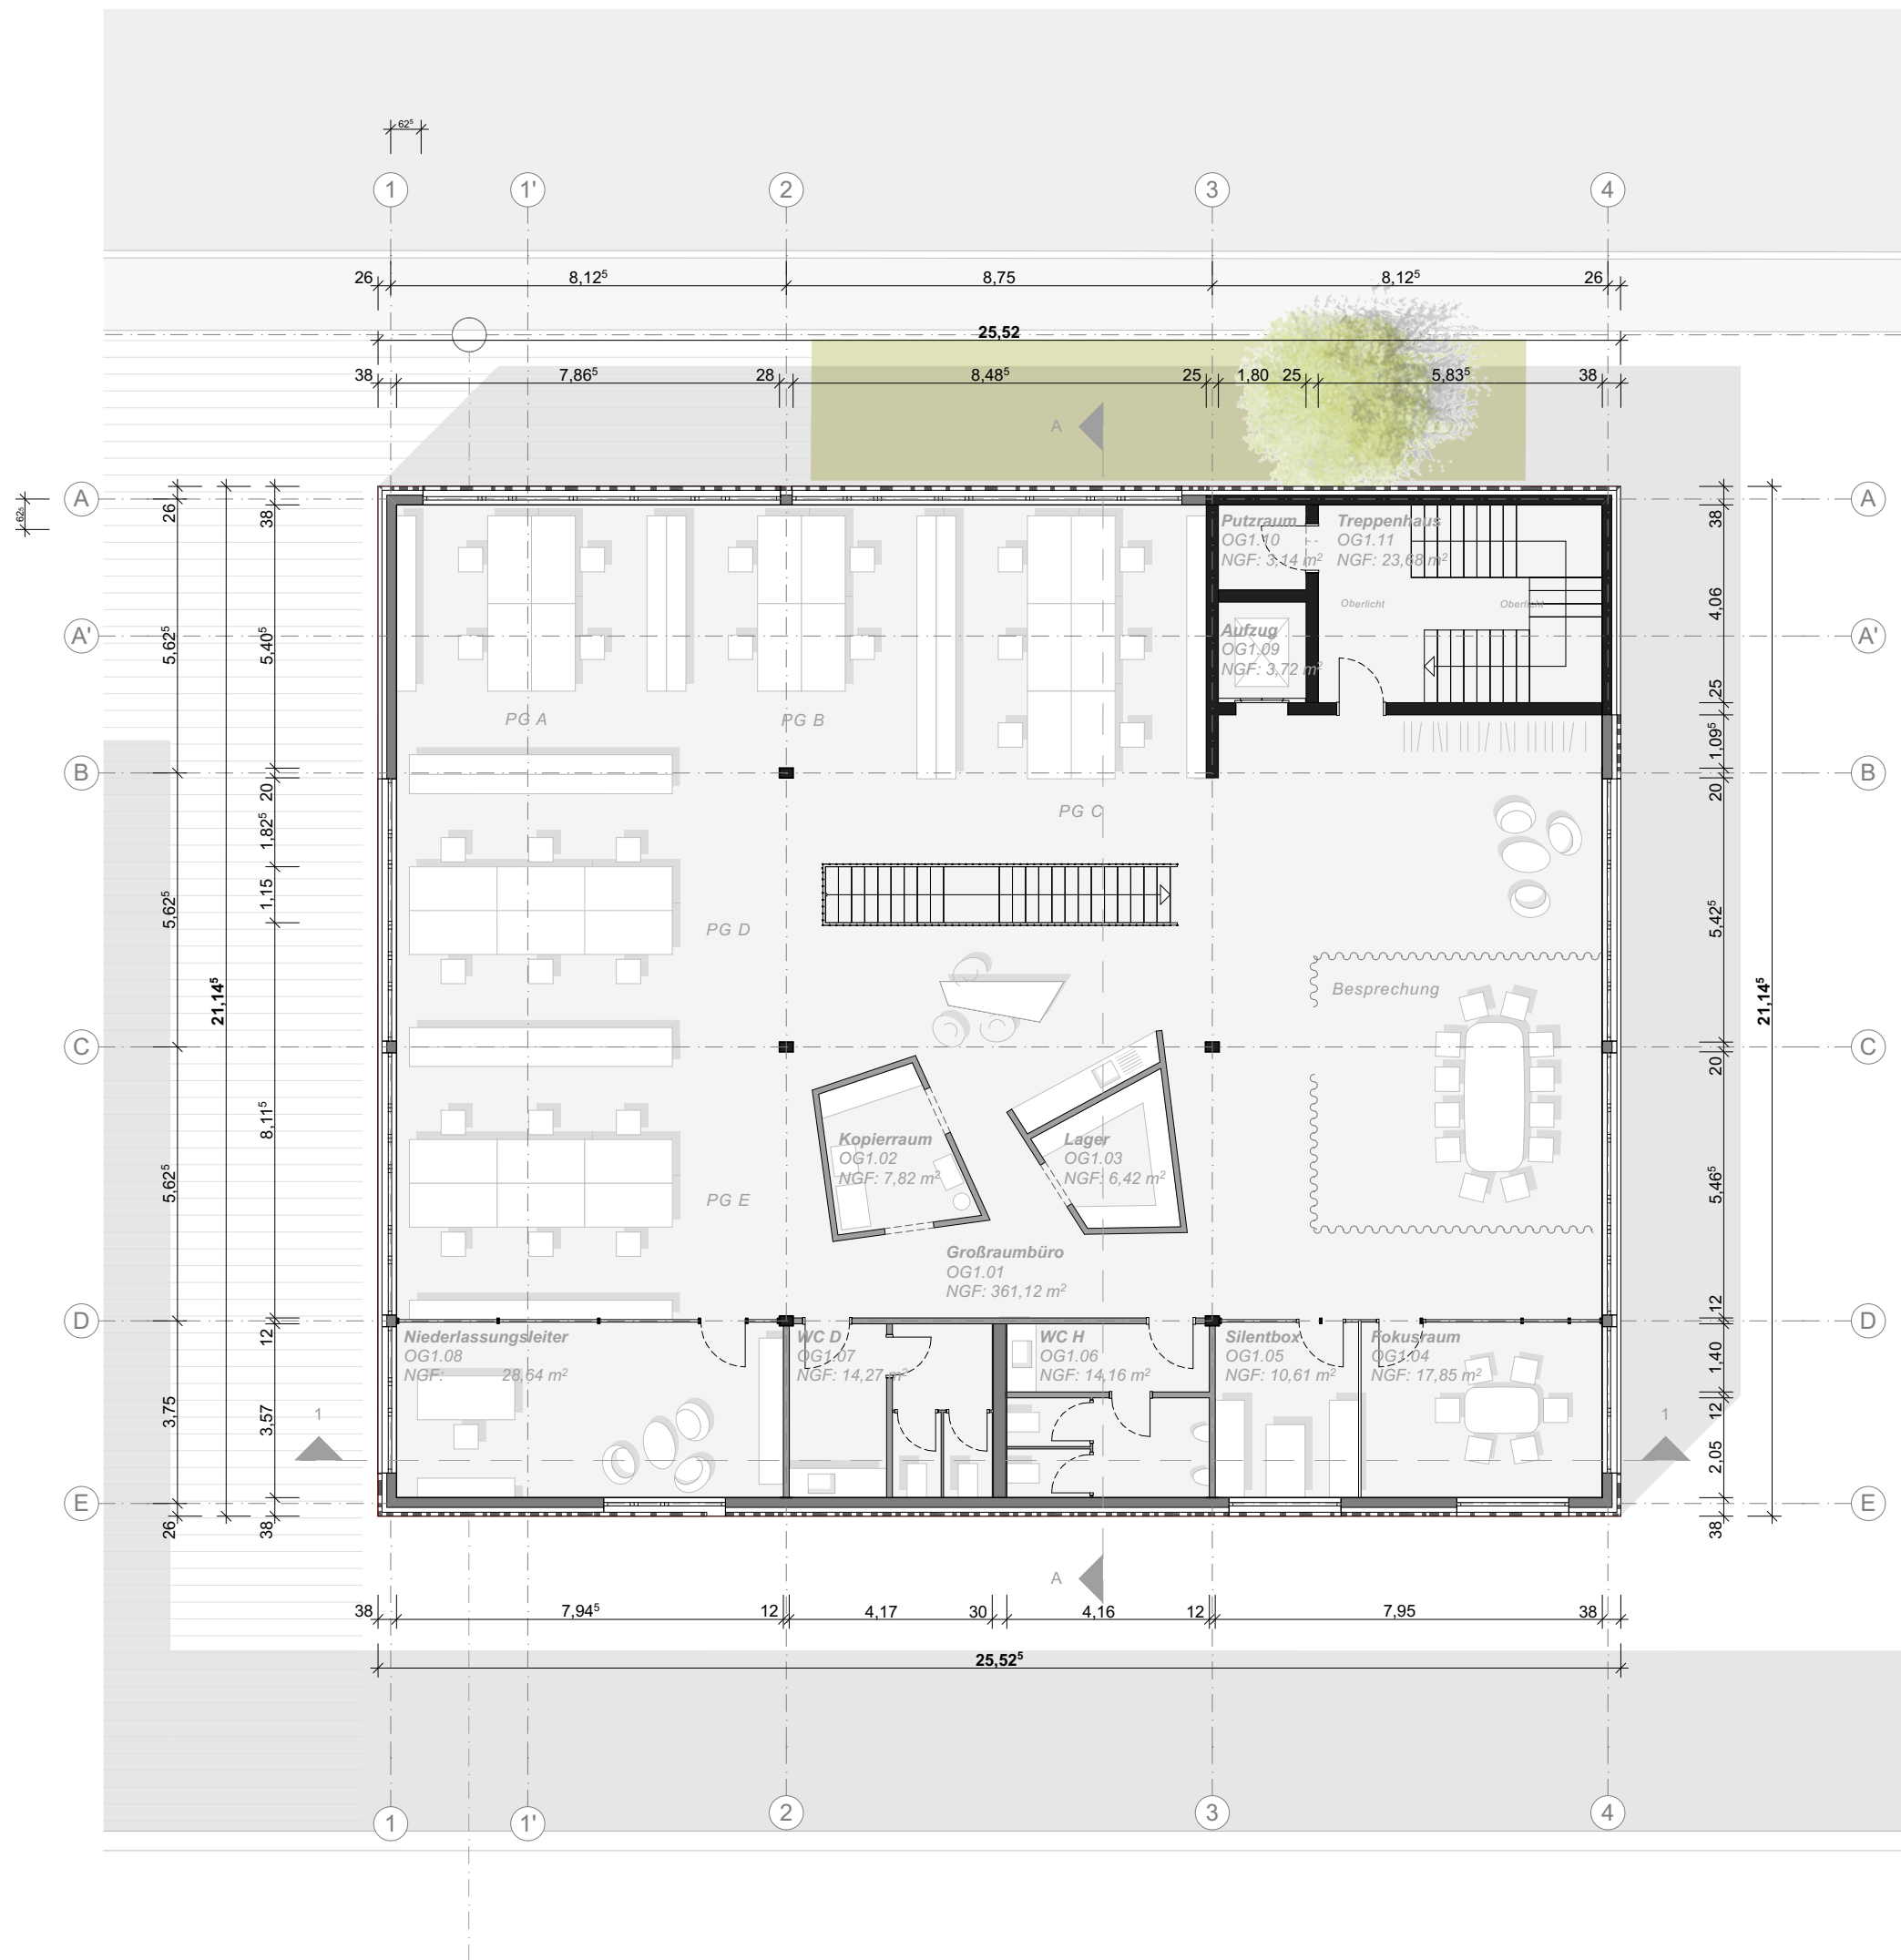 62⁵
1 1' 2 3 4
26 8,12⁵ 8,75 8,12⁵ 26
25,52
38 7,86⁵ 28 8,48⁵ 25 1,80 25 5,83⁵ 38
A
A A
62⁵
26 38 38
Putzraum
OG1.10
NGF: 3,14 m²
Treppenhaus
OG1.11
NGF: 23,68 m²
Oberlicht Oberlicht
4,06
A' A'
5,62⁵ 5,40⁵
Aufzug
OG1.09
NGF: 3,72 m²
25
PG A PG B
1,09⁵
B B
20 20
1,82⁵
PG C
1,15
5,62⁵
PG D
5,42⁵
21,14⁵ 21,14⁵
Besprechung
C C
20
8,11⁵
Kopierraum
OG1.02
NGF: 7,82 m²
Lager
OG1.03
NGF: 6,42 m²
5,62⁵
PG E
5,46⁵
Großraumbüro
OG1.01
NGF: 361,12 m²
12
D D
12
Niederlassungsleiter
OG1.08
NGF: 28,64 m²
WC D
OG1.07
NGF: 14,27 m²
WC H
OG1.06
NGF: 14,16 m²
Silentbox
OG1.05
NGF: 10,61 m²
Fokusraum
OG1.04
NGF: 17,85 m²
1,40
3,75 3,57
12
1 1
2,05
E E
26 38 38
A
38 7,94⁵ 12 4,17 30 4,16 12 7,95 38
25,52⁵
1 1' 2 3 4